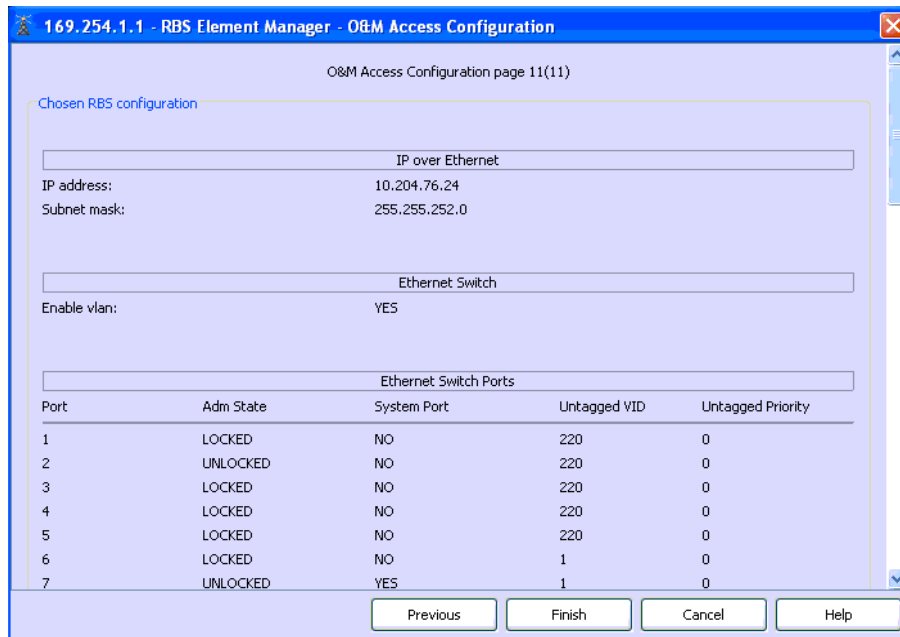 169.254.1.1 - RBS Element Manager - O&M Access Configuration
O&M Access Configuration page 11(11)
Chosen RBS configuration
IP over Ethernet
IP address: 10.204.76.24
Subnet mask: 255.255.252.0
Ethernet Switch
Enable vlan: YES
Ethernet Switch Ports
Port Adm State System Port Untagged VID Untagged Priority
1 LOCKED NO 220 0
2 UNLOCKED NO 220 0
3 LOCKED NO 220 0
4 LOCKED NO 220 0
5 LOCKED NO 220 0
6 LOCKED NO 1 0
7 UNLOCKED YES 1 0
Previous Finish Cancel Help